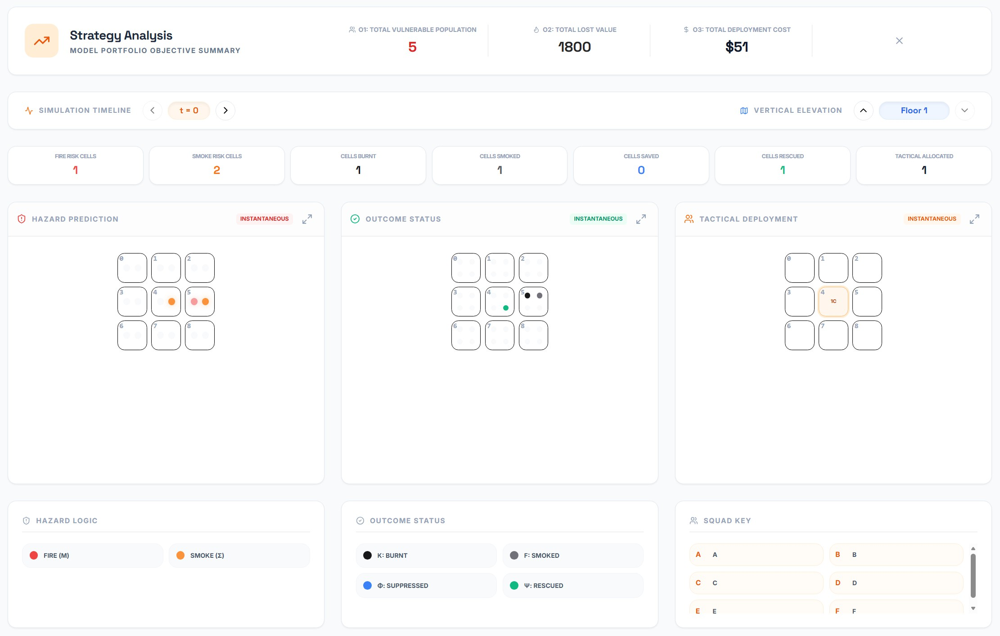 Strategy Analysis
MODEL PORTFOLIO OBJECTIVE SUMMARY
O1: TOTAL VULNERABLE POPULATION
5
O2: TOTAL LOST VALUE
1800
O3: TOTAL DEPLOYMENT COST
$51
SIMULATION TIMELINE
t = 0
VERTICAL ELEVATION
Floor 1
FIRE RISK CELLS
1
SMOKE RISK CELLS
2
CELLS BURNT
1
CELLS SMOKED
1
CELLS SAVED
0
CELLS RESCUED
1
TACTICAL ALLOCATED
1
HAZARD PREDICTION
INSTANTANEOUS
0 1 2
3 4 5
6 7 8
OUTCOME STATUS
INSTANTANEOUS
0 1 2
3 4 5
6 7 8
TACTICAL DEPLOYMENT
INSTANTANEOUS
0 1 2
3 4 5
1C
6 7 8
HAZARD LOGIC
FIRE (M)
SMOKE (Σ)
OUTCOME STATUS
K: BURNT
F: SMOKED
Φ: SUPPRESSED
Ψ: RESCUED
SQUAD KEY
A A
B B
C C
D D
E E
F F